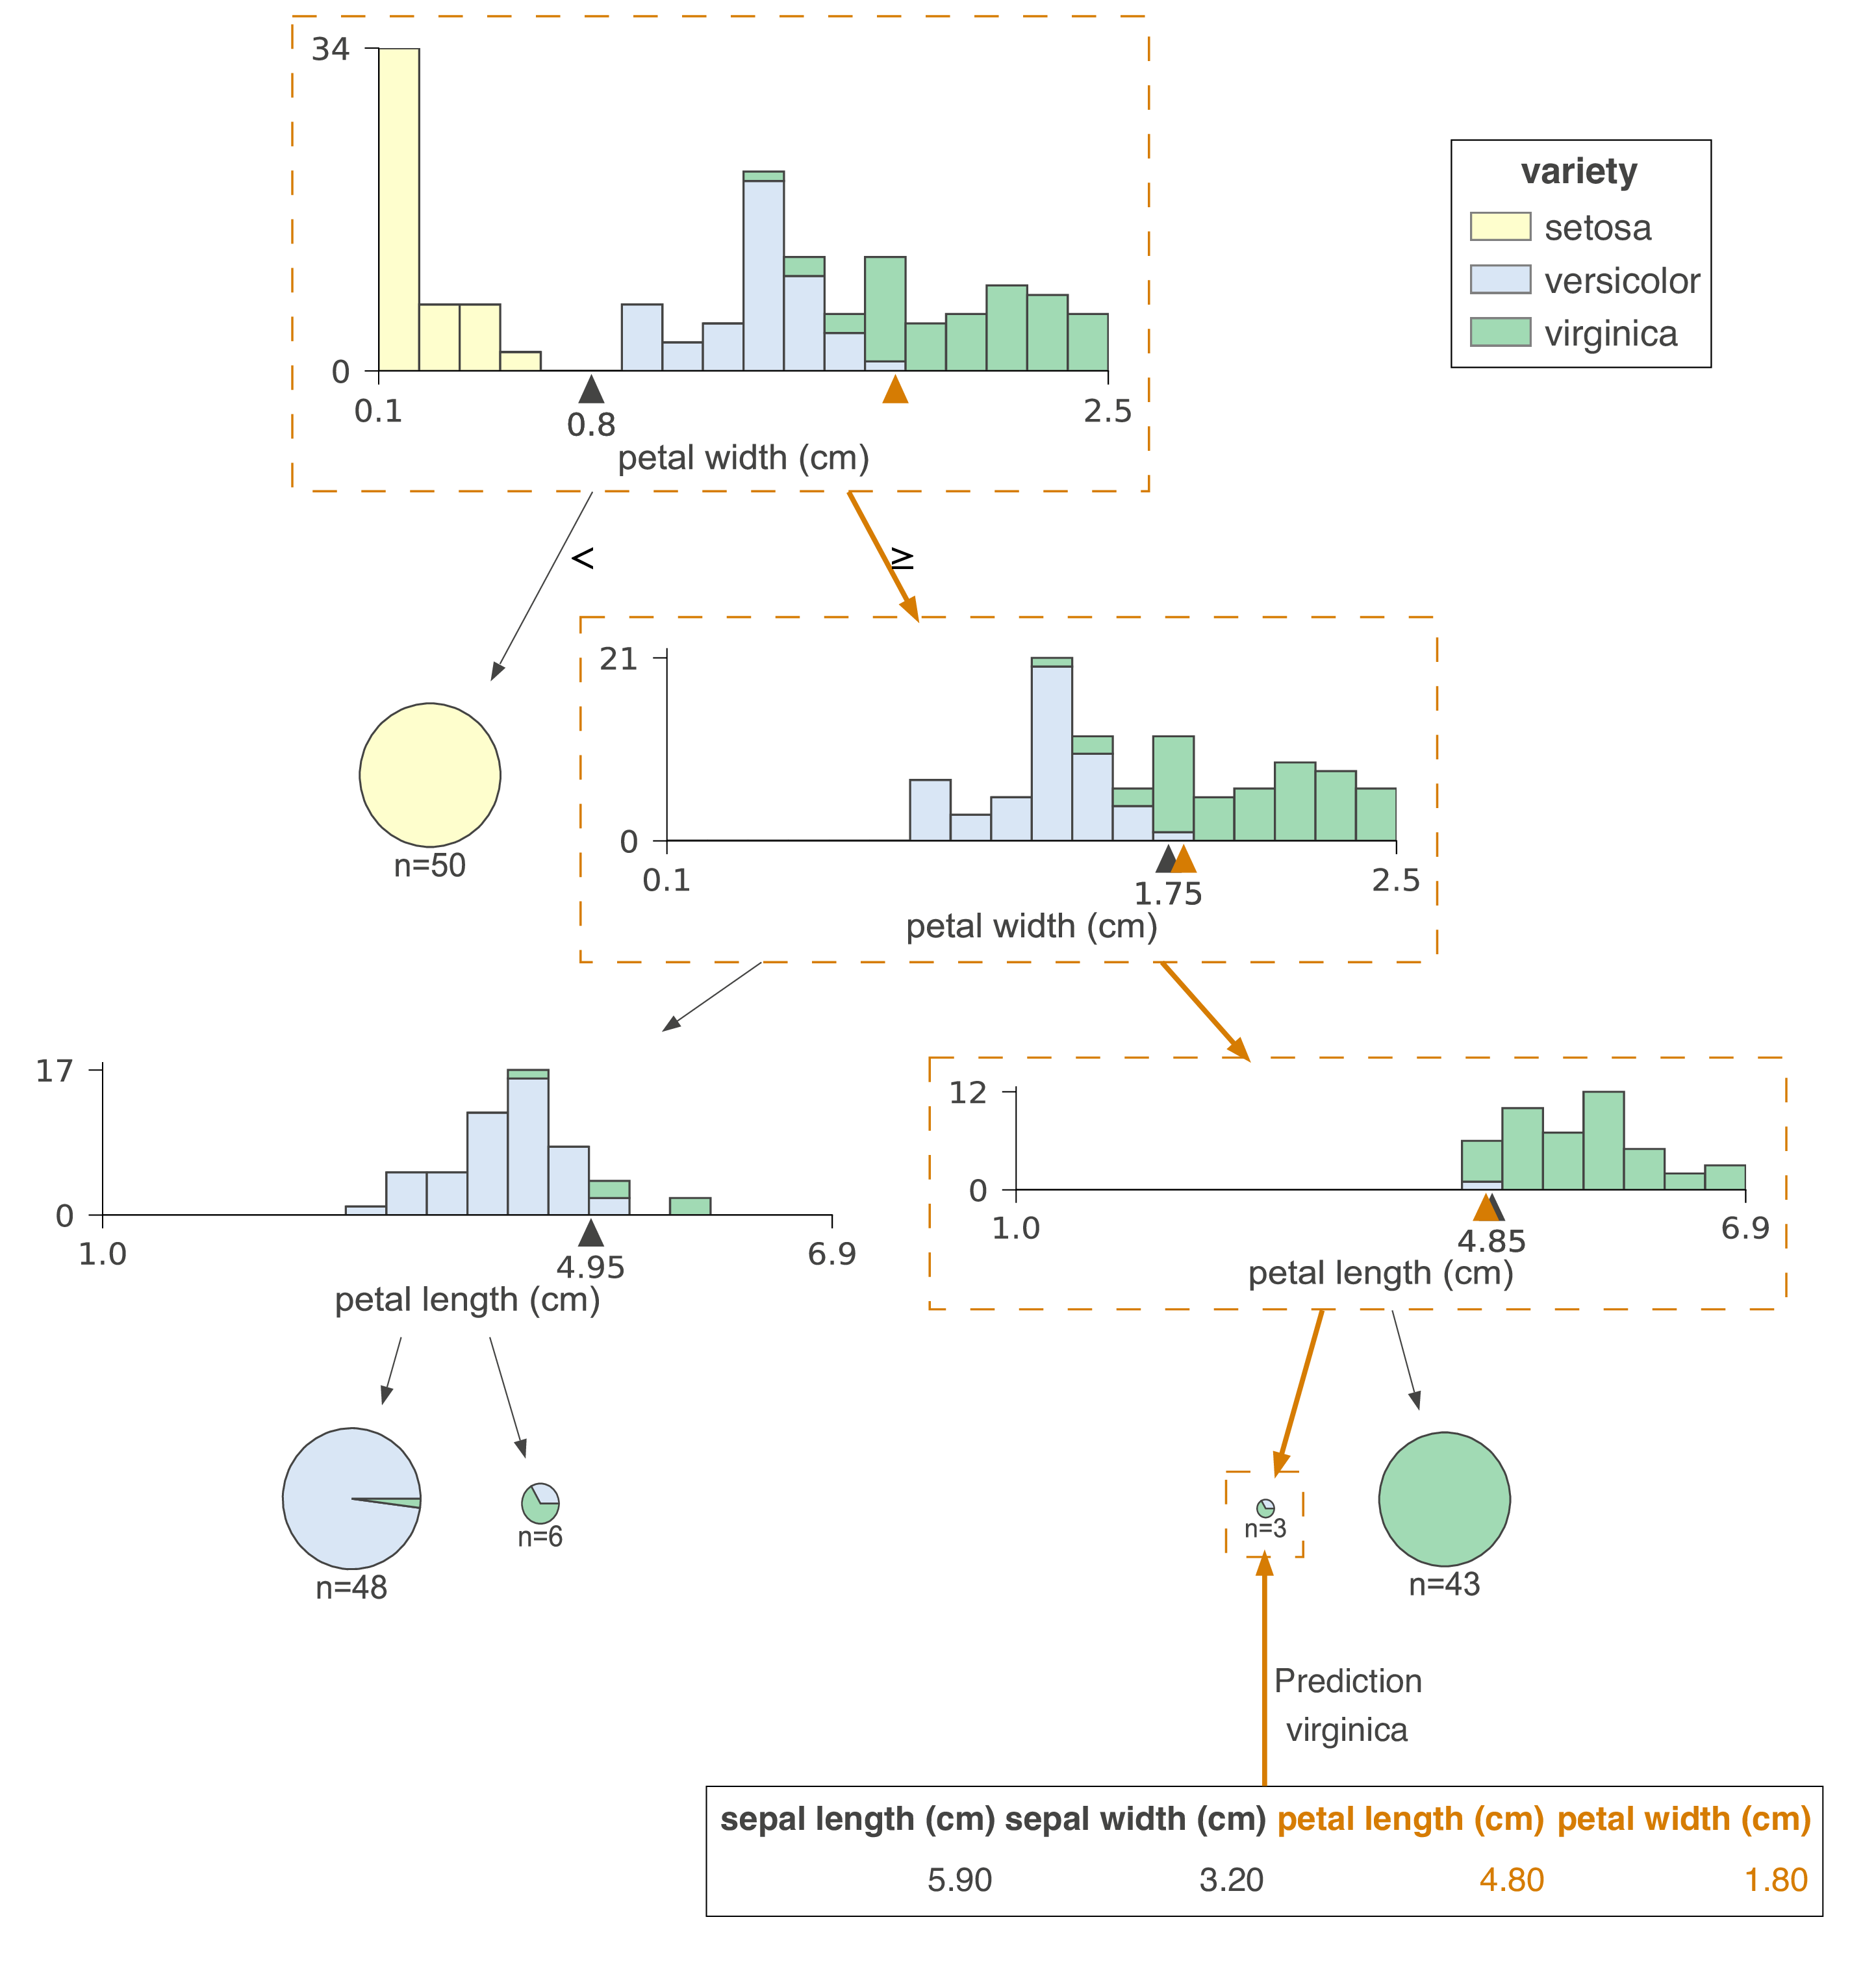 34
0
0.1
0.8
2.5
petal width (cm)
variety
setosa
versicolor
virginica
<
≥
n=50
21
0
0.1
1.75
2.5
petal width (cm)
17
0
1.0
4.95
6.9
petal length (cm)
12
0
1.0
4.85
6.9
petal length (cm)
n=48
n=6
n=3
n=43
Prediction
virginica
sepal length (cm) sepal width (cm) petal length (cm) petal width (cm)
5.90 3.20 4.80 1.80